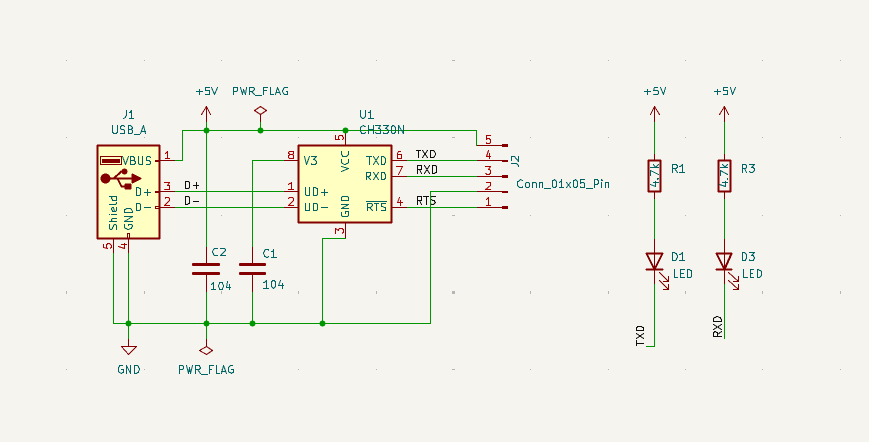 +5V
PWR_FLAG
+5V
+5V
J1
USB_A
U1
CH330N
5
VCC
5
VBUS
1
8
V3
TXD
6
TXD
4
J2
RXD
7
RXD
3
R1
4.7k
R3
4.7k
D+
3
D+
1
UD+
2
Conn_01x05_Pin
D-
2
D-
2
UD-
RTS
4
RTS
1
Shield
GND
GND
5
4
3
C2
104
C1
104
D1
LED
D3
LED
TXD
RXD
GND
PWR_FLAG